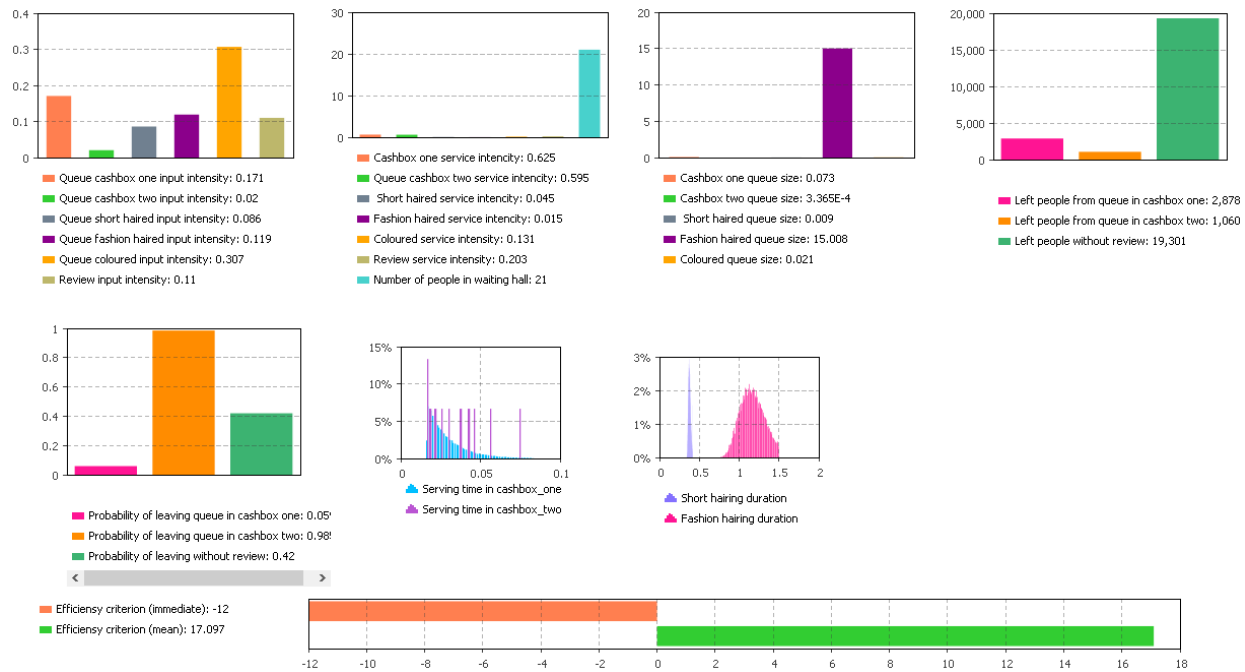 0.4
0.3
0.2
0.1
0
Queue cashbox one input intensity: 0.171
Queue cashbox two input intensity: 0.02
Queue short haired input intensity: 0.086
Queue fashion haired input intensity: 0.119
Queue coloured input intensity: 0.307
Review input intensity: 0.11
30
20
10
0
Cashbox one service intencity: 0.625
Queue cashbox two service intencity: 0.595
Short haired service intencity: 0.045
Fashion haired service intencity: 0.015
Coloured service intensity: 0.131
Review service intensity: 0.203
Number of people in waiting hall: 21
20
15
10
5
0
Cashbox one queue size: 0.073
Cashbox two queue size: 3.365E-4
Short haired queue size: 0.009
Fashion haired queue size: 15.008
Coloured queue size: 0.021
20,000
15,000
10,000
5,000
0
Left people from queue in cashbox one: 2,878
Left people from queue in cashbox two: 1,060
Left people without review: 19,301
1
0.8
0.6
0.4
0.2
0
Probability of leaving queue in cashbox one: 0.05
Probability of leaving queue in cashbox two: 0.98
Probability of leaving without review: 0.42
15%
10%
5%
0%
0 0.05 0.1
Serving time in cashbox_one
Serving time in cashbox_two
3%
2%
1%
0%
0 0.5 1 1.5 2
Short hairing duration
Fashion hairing duration
Efficiensy criterion (immediate): -12
Efficiensy criterion (mean): 17.097
-12 -10 -8 -6 -4 -2 0 2 4 6 8 10 12 14 16 18